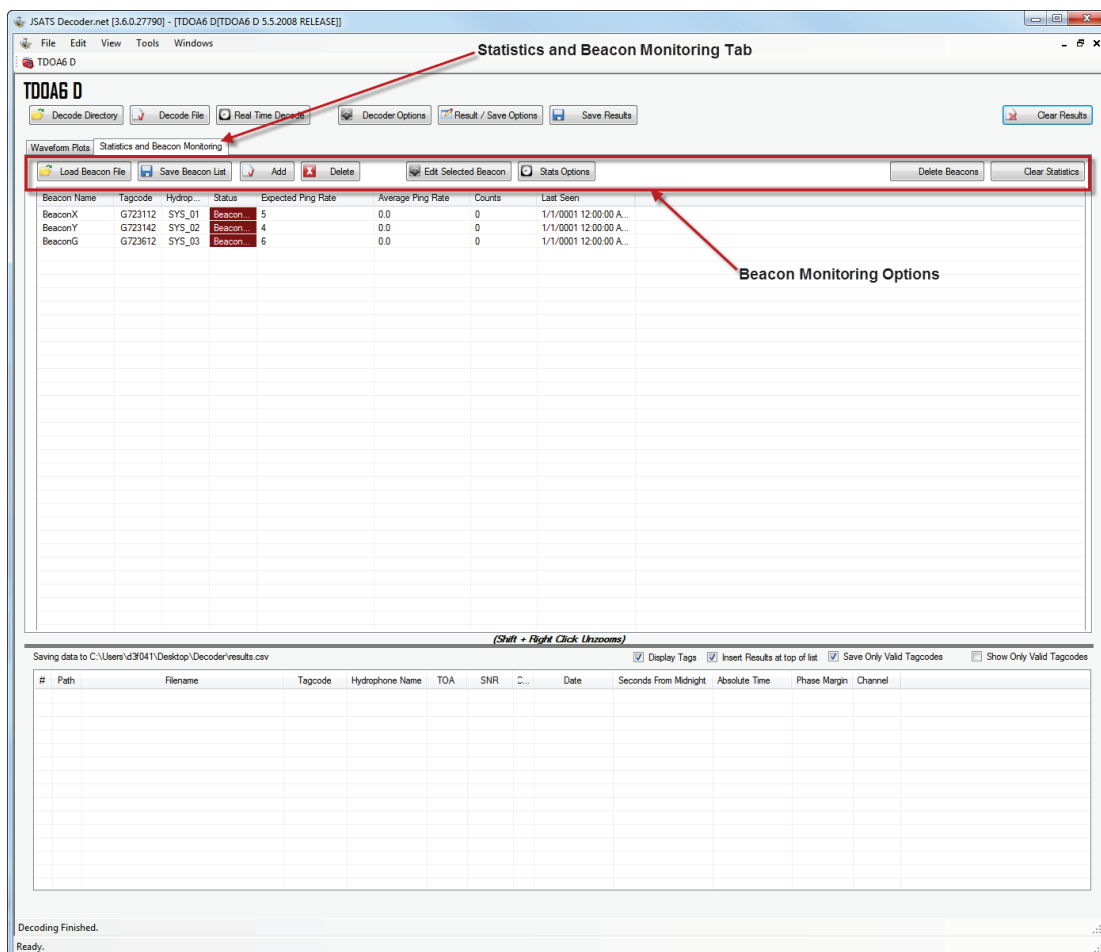 JSATS Decoder.net [3.6.0.27790] - [TDOA6 D[TDOA6 D 5.5.2008 RELEASE]]
File Edit View Tools Windows
Statistics and Beacon Monitoring Tab
TDOA6 D
TDOA6 D
Decode Directory Decode File Real Time Decode Decoder Options Result / Save Options Save Results Clear Results
Waveform Plots Statistics and Beacon Monitoring
Load Beacon File Save Beacon List Add Delete Edit Selected Beacon Stats Options Delete Beacons Clear Statistics
Beacon Name Tagcode Hydrop... Status Expected Ping Rate Average Ping Rate Counts Last Seen
BeaconX G723112 SYS_01 Beacon... 5 0.0 0 1/1/0001 12:00:00 A...
BeaconY G723142 SYS_02 Beacon... 4 0.0 0 1/1/0001 12:00:00 A...
BeaconG G723612 SYS_03 Beacon... 6 0.0 0 1/1/0001 12:00:00 A...
Beacon Monitoring Options
(Shift + Right Click Unzooms)
Saving data to C:\Users\d3f041\Desktop\Decoder\results.csv Display Tags Insert Results at top of list Save Only Valid Tagcodes Show Only Valid Tagcodes
# Path Filename Tagcode Hydrophone Name TOA SNR C... Date Seconds From Midnight Absolute Time Phase Margin Channel
Decoding Finished.
Ready.